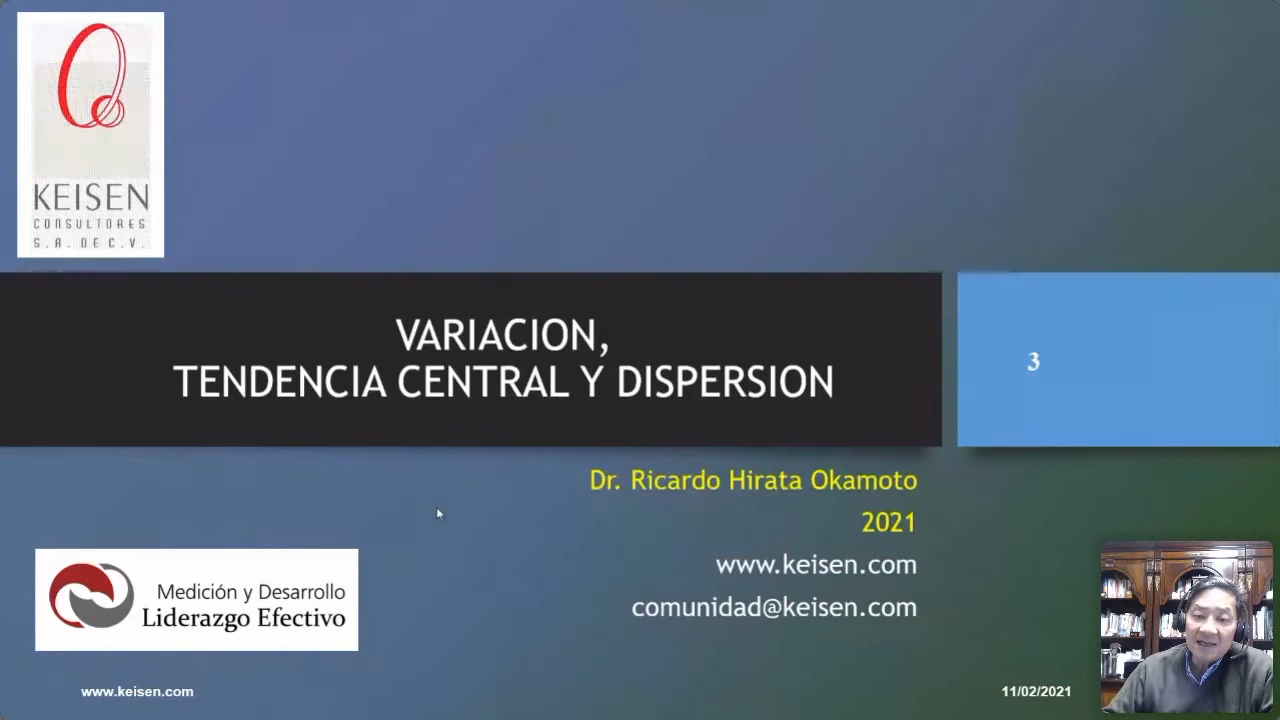 KEISEN
CONSULTORES
S.A. DE C.V.
VARIACION,
TENDENCIA CENTRAL Y DISPERSION
3
Dr. Ricardo Hirata Okamoto
2021
www.keisen.com
comunidad@keisen.com
Medición y Desarrollo
Liderazgo Efectivo
www.keisen.com
11/02/2021